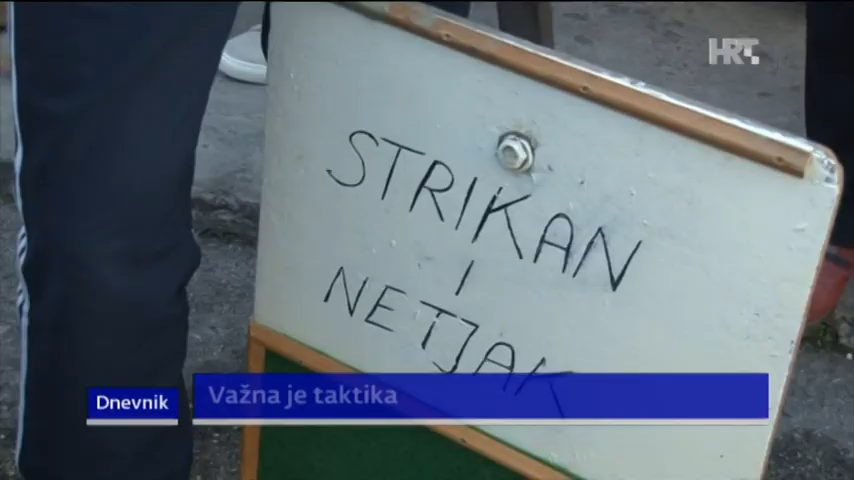 HRT
STRIKAN
I
NETJAK
Dnevnik
Važna je taktika